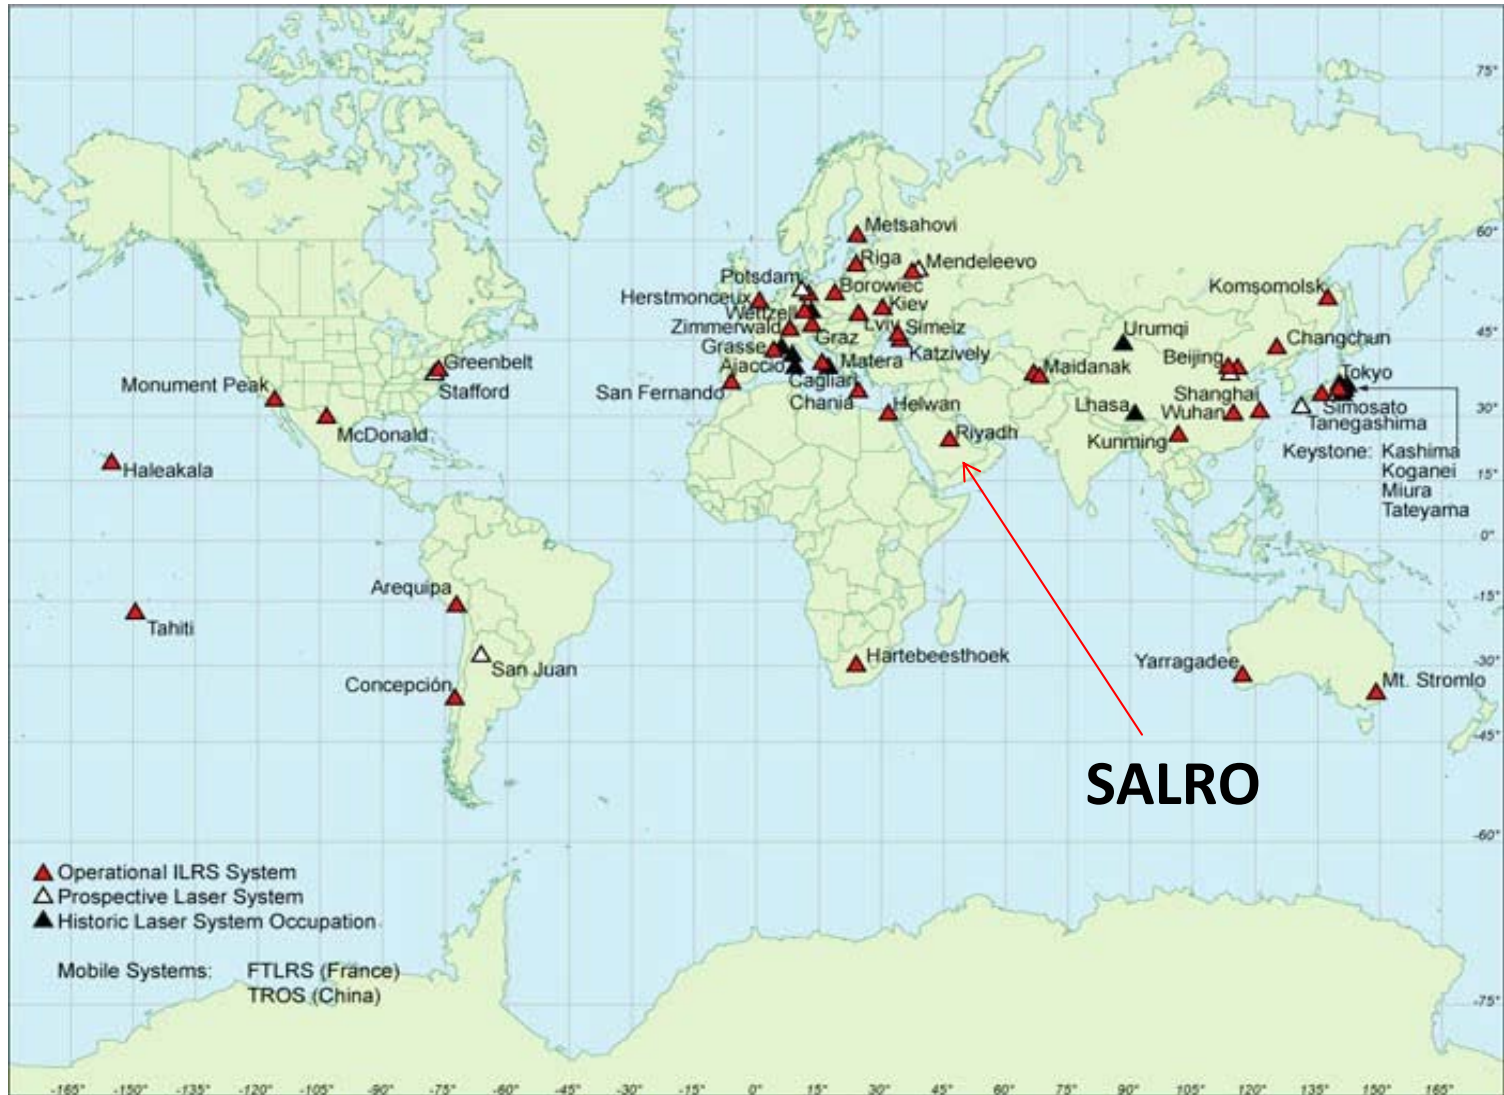 75°
Metsahovi
60°
Riga
Mendeleevo
Potsdam
Borowiec
Komsomolsk
Herstmonceux
Kiev
Wettzell
Lviv
Simeiz
Urumqi
45°
Zimmerwald
Graz
Changchun
Grasse
Katzively
Beijing
Greenbelt
Ajaccio
Matera
Maidanak
Tokyo
Monument Peak
Stafford
San Fernando
Cagliari
Shanghai
Chania
Helwan
Lhasa
Wuhan
Simosato
30°
McDonald
Riyadh
Kunming
Tanegashima
Haleakala
Keystone: Kashima
Koganei
15°
Miura
Tateyama
0°
Arequipa
-15°
Tahiti
Hartebeesthoek
San Juan
Yarragadee
-30°
Concepción
Mt. Stromlo
-45°
SALRO
-60°
Operational ILRS System
Prospective Laser System
Historic Laser System Occupation
Mobile Systems: FTLRS (France)
TROS (China)
-75°
-165° -150° -135° -120° -105° -90° -75° -60° -45° -30° -15° 0° 15° 30° 45° 60° 75° 90° 105° 120° 135° 150° 165°